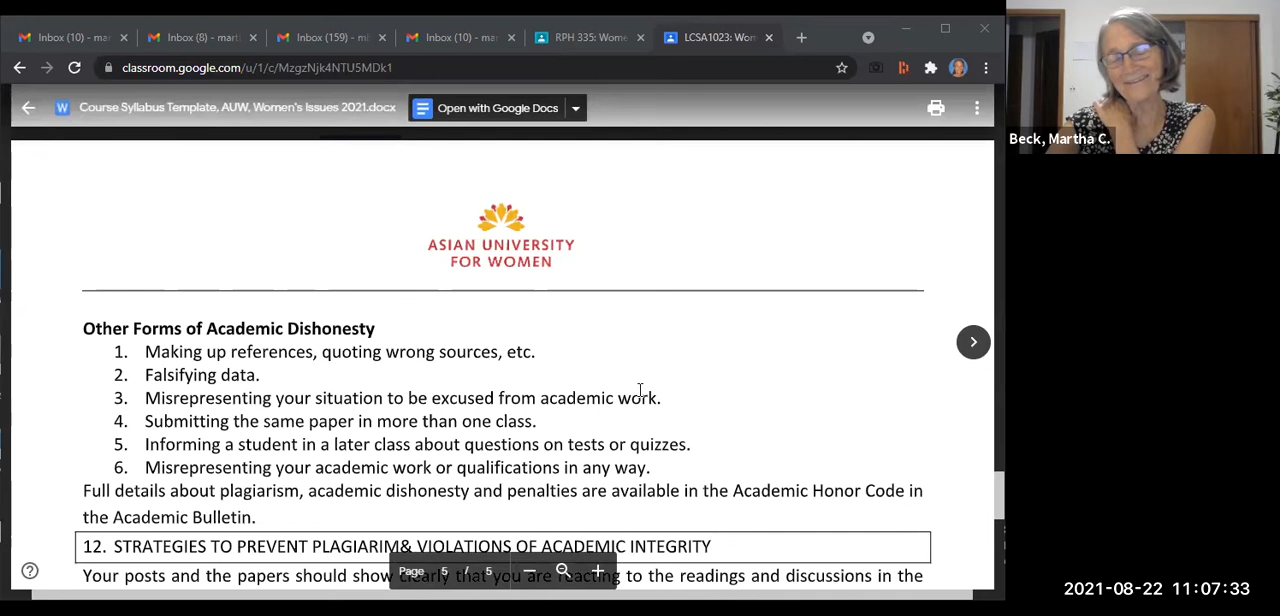 Inbox (10) - ma
Inbox (8) - mart
Inbox (159) - m
Inbox (10) - ma
RPH 335: Wome
LCSA1023: Wom
classroom.google.com/u/1/c/MzgzNjk4NTU5MDk1
Beck, Martha C.
Course Syllabus Template, AUW, Women's Issues 2021.docx
Open with Google Docs
ASIAN UNIVERSITY
FOR WOMEN
Other Forms of Academic Dishonesty
1. Making up references, quoting wrong sources, etc.
2. Falsifying data.
3. Misrepresenting your situation to be excused from academic work.
4. Submitting the same paper in more than one class.
5. Informing a student in a later class about questions on tests or quizzes.
6. Misrepresenting your academic work or qualifications in any way.
Full details about plagiarism, academic dishonesty and penalties are available in the Academic Honor Code in
the Academic Bulletin.
12. STRATEGIES TO PREVENT PLAGIARIM& VIOLATIONS OF ACADEMIC INTEGRITY
Page 5 / 5
Your posts and the papers should show clearly that you are reacting to the readings and discussions in the
2021-08-22 11:07:33